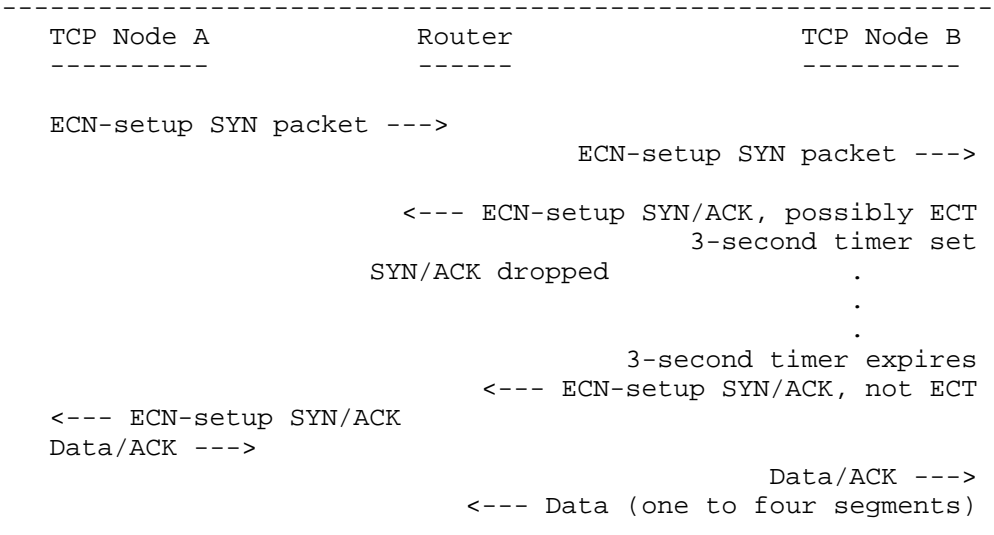 ---------------------------------------------------------------
TCP Node A             Router                  TCP Node B
----------             ------                  ----------
ECN-setup SYN packet --->
ECN-setup SYN packet --->
<--- ECN-setup SYN/ACK, possibly ECT
3-second timer set
SYN/ACK dropped               .
.
.
3-second timer expires
<--- ECN-setup SYN/ACK, not ECT
<--- ECN-setup SYN/ACK
Data/ACK --->
Data/ACK --->
<--- Data (one to four segments)